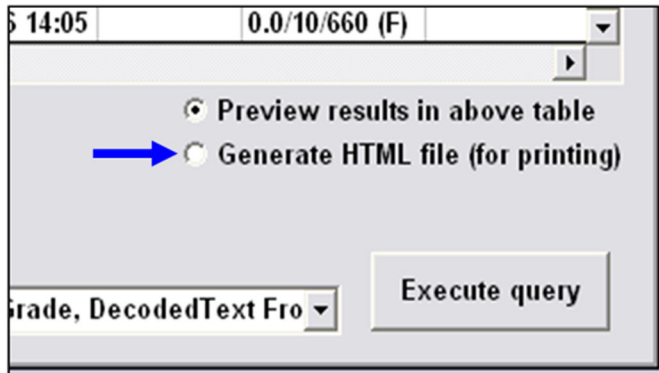 6 14:05 0.0/10/660 (F)
Preview results in above table
Generate HTML file (for printing)
Execute query
Grade, DecodedText Fro